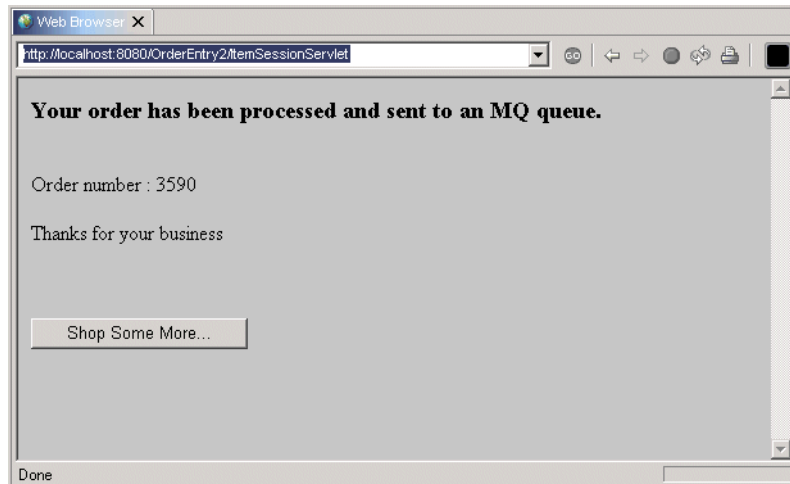 Web Browser
http://localhost:8080/OrderEntry2/ItemSessionServlet
GO
Your order has been processed and sent to an MQ queue.
Order number : 3590
Thanks for your business
Shop Some More...
Done